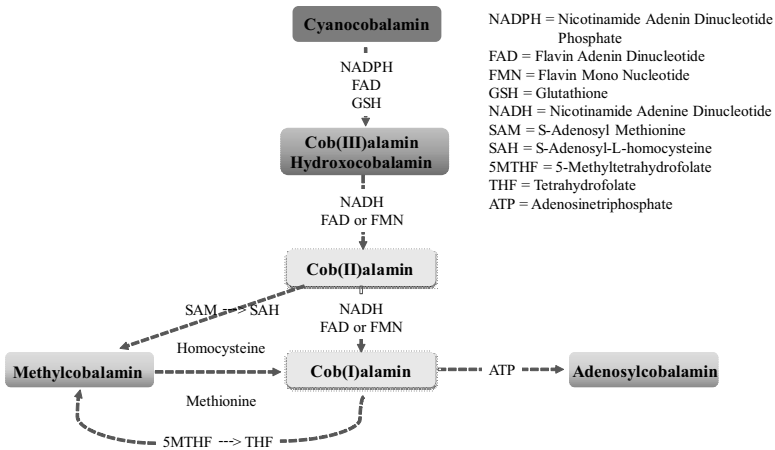 Cyanocobalamin
NADPH
FAD
GSH
Cob(III)alamin
Hydroxocobalamin
NADH
FAD or FMN
Cob(II)alamin
SAM ---> SAH
NADH
FAD or FMN
Homocysteine
Methylcobalamin
Cob(I)alamin
ATP
Adenosylcobalamin
Methionine
5MTHF ---> THF
NADPH = Nicotinamide Adenin Dinucleotide
Phosphate
FAD = Flavin Adenin Dinucleotide
FMN = Flavin Mono Nucleotide
GSH = Glutathione
NADH = Nicotinamide Adenine Dinucleotide
SAM = S-Adenosyl Methionine
SAH = S-Adenosyl-L-homocysteine
5MTHF = 5-Methyltetrahydrofolate
THF = Tetrahydrofolate
ATP = Adenosinetriphosphate